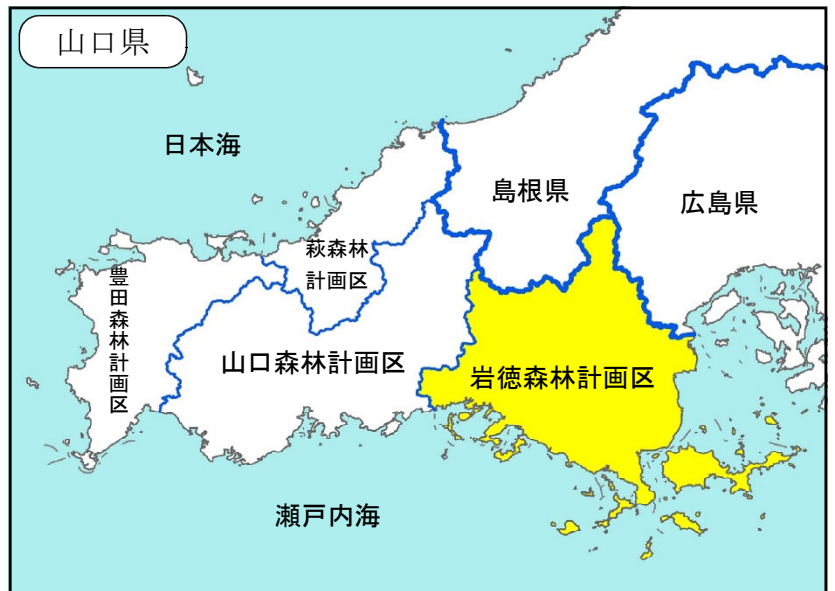 山口県
日本海
島根県
広島県
萩森林
計画区
豊田森林計画区
山口森林計画区
岩徳森林計画区
瀬戸内海